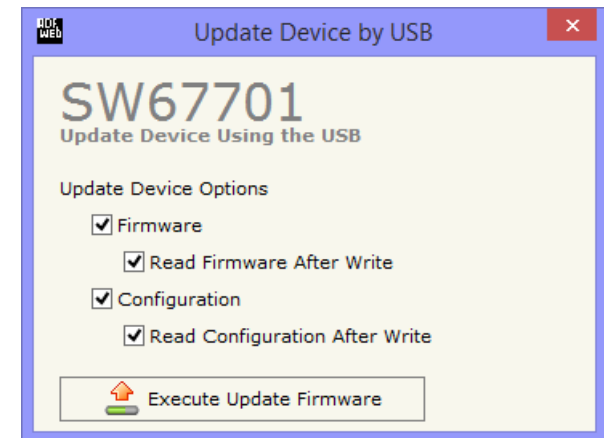 ADF
WEB
Update Device by USB
SW67701
Update Device Using the USB
Update Device Options
Firmware
Read Firmware After Write
Configuration
Read Configuration After Write
Execute Update Firmware